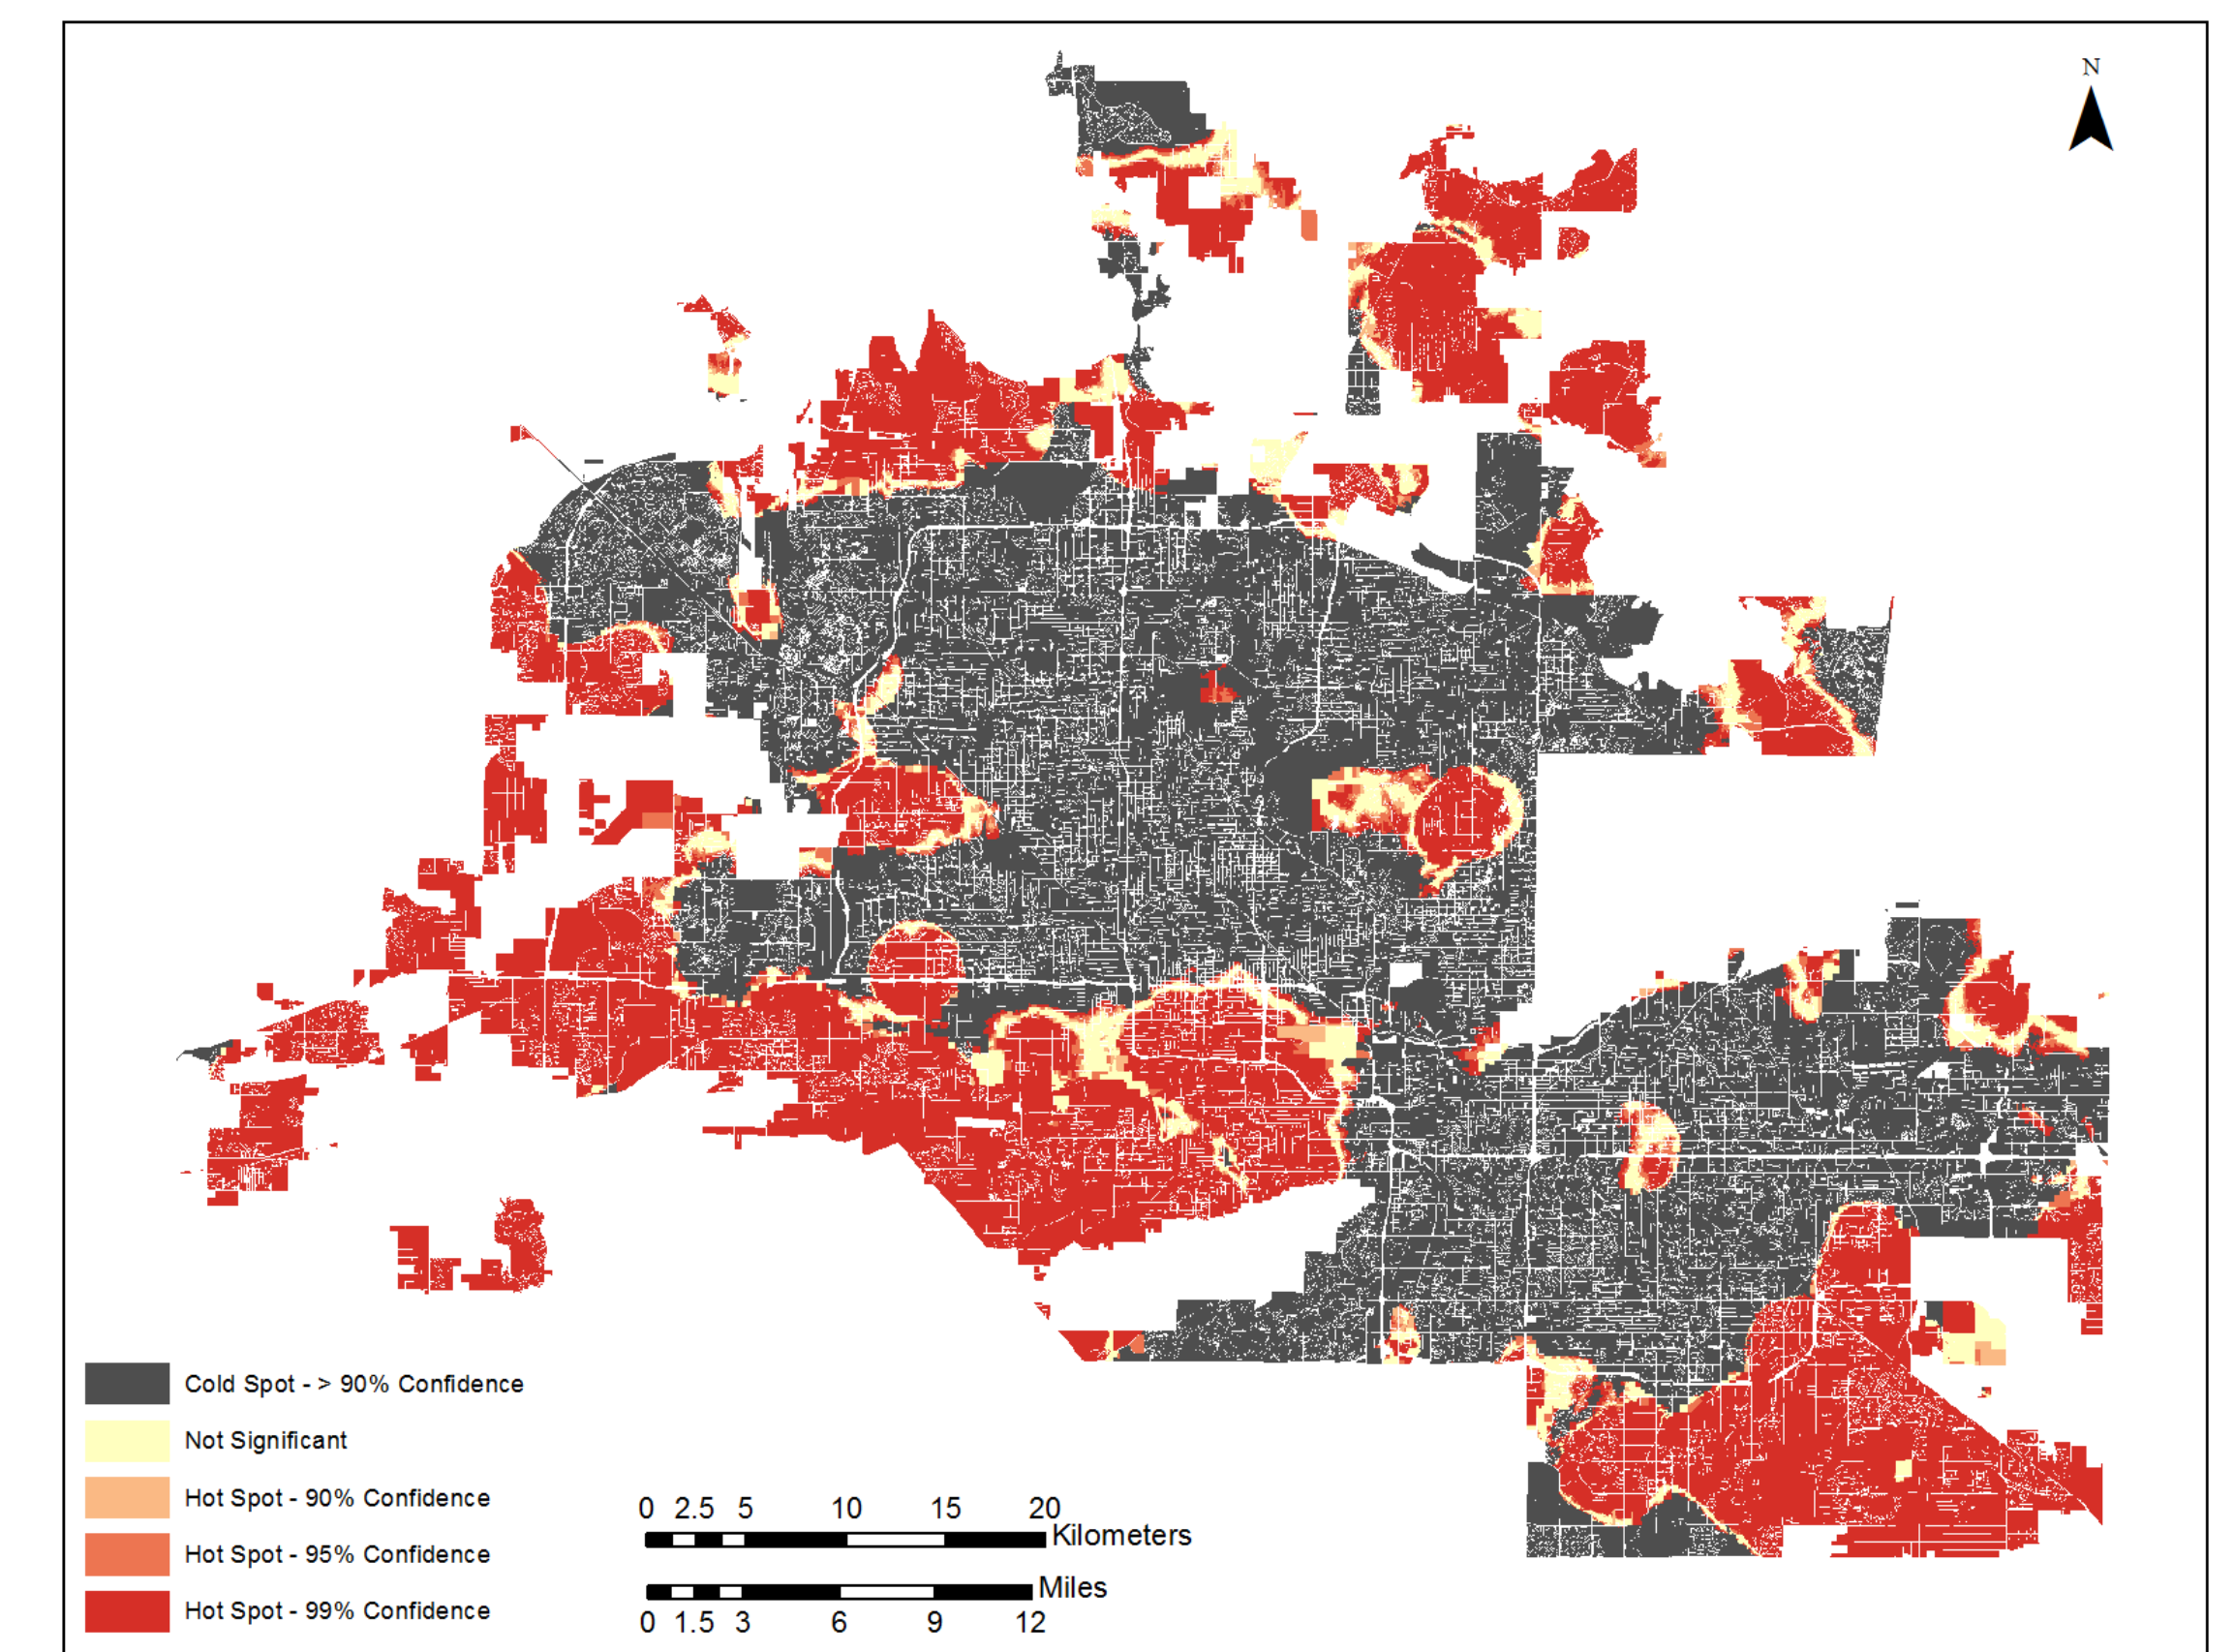 N
Cold Spot - > 90% Confidence
Not Significant
Hot Spot - 90% Confidence
Hot Spot - 95% Confidence
Hot Spot - 99% Confidence
0 2.5 5 10 15 20
Kilometers
Miles
0 1.5 3 6 9 12